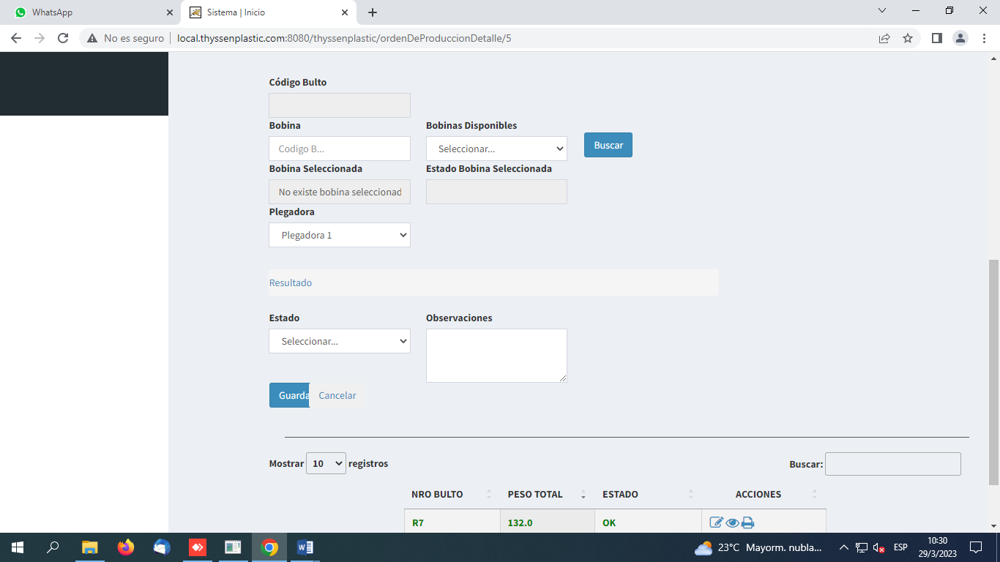 WhatsApp
Sistema | Inicio
No es seguro
local.thyssenplastic.com:8080/thyssenplastic/ordenDeProduccionDetalle/5
Código Bulto
Bobina
Bobinas Disponibles
Codigo B...
Seleccionar...
Buscar
Bobina Seleccionada
Estado Bobina Seleccionada
No existe bobina seleccionad
Plegadora
Plegadora 1
Resultado
Estado
Observaciones
Seleccionar...
Guarda
Cancelar
Mostrar 10 registros
Buscar:
NRO BULTO
PESO TOTAL
ESTADO
ACCIONES
R7
132.0
OK
23°C Mayorm. nubla...
ESP
10:30
29/3/2023